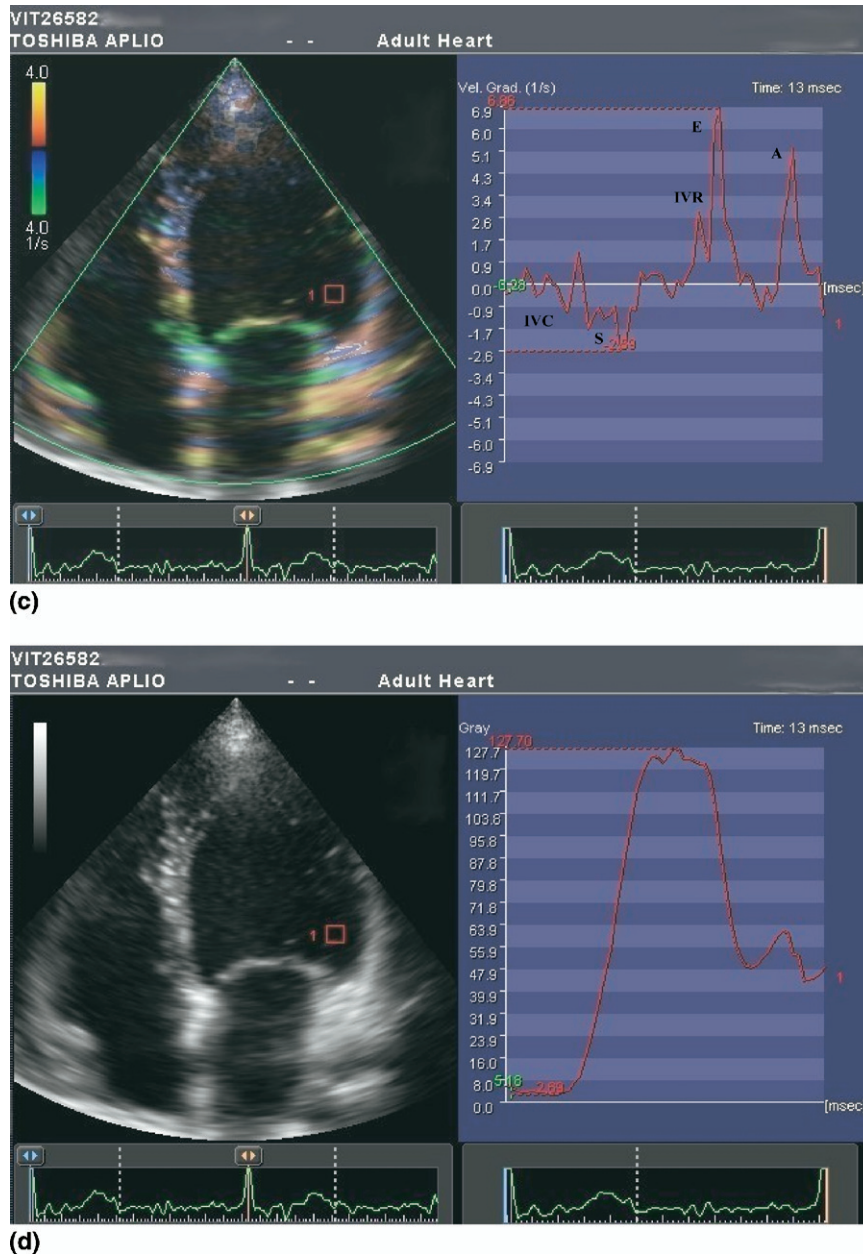 VIT26582
TOSHIBA APLIO - - Adult Heart
4.0
4.0
1/s
1
Vel. Grad. (1/s) Time: 13 msec
6.86
6.9
6.0
5.1
4.3
3.4
2.6
1.7
0.9
0.0
-0.9
-1.7
-2.6
-3.4
-4.3
-5.1
-6.0
-6.9
E
A
IVR
-0.28
[msec]
IVC
S
-2.59
1
(c)
VIT26582
TOSHIBA APLIO - - Adult Heart
1
Gray Time: 13 msec
127.70
127.7
119.7
111.7
103.8
95.8
87.8
79.8
71.8
63.9
55.9
47.9
39.9
31.9
23.9
16.0
8.0
0.0
5.18
[msec]
1
(d)